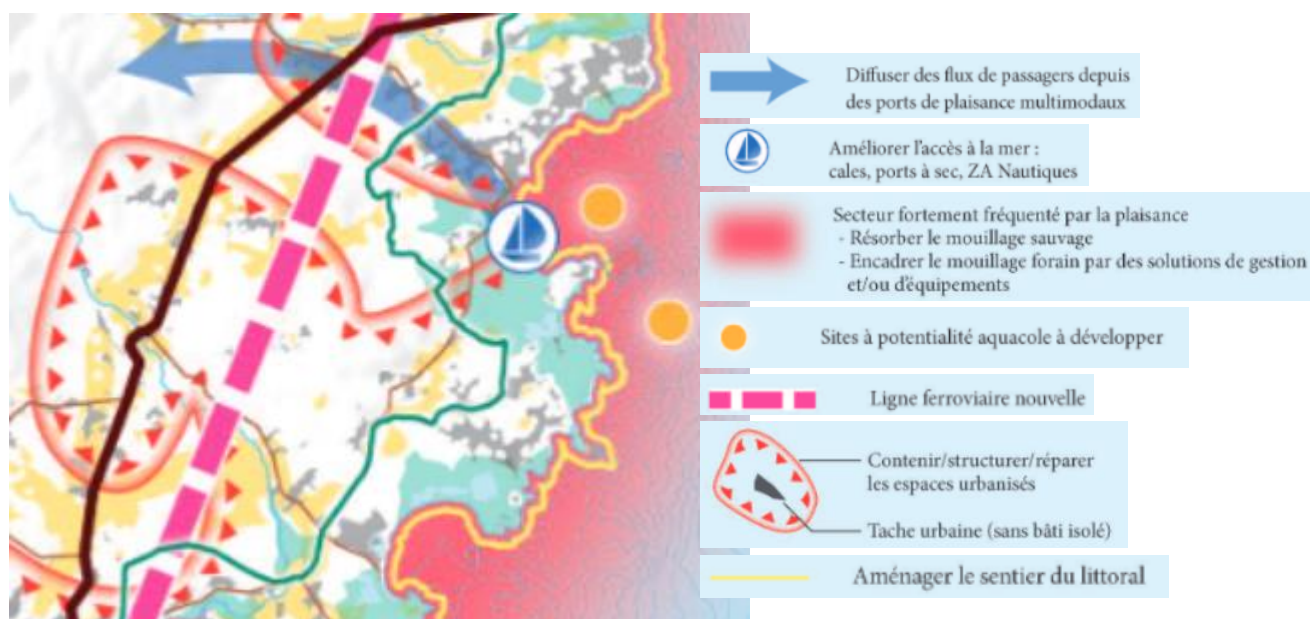 Diffuser des flux de passagers depuis
des ports de plaisance multimodaux
Améliorer l'accès à la mer :
cales, ports à sec, ZA Nautiques
Secteur fortement fréquenté par la plaisance
- Résorber le mouillage sauvage
- Encadrer le mouillage forain par des solutions de gestion
et/ou d'équipements
Sites à potentialité aquacole à développer
Ligne ferroviaire nouvelle
Contenir/structurer/réparer
les espaces urbanisés
Tache urbaine (sans bâti isolé)
Aménager le sentier du littoral